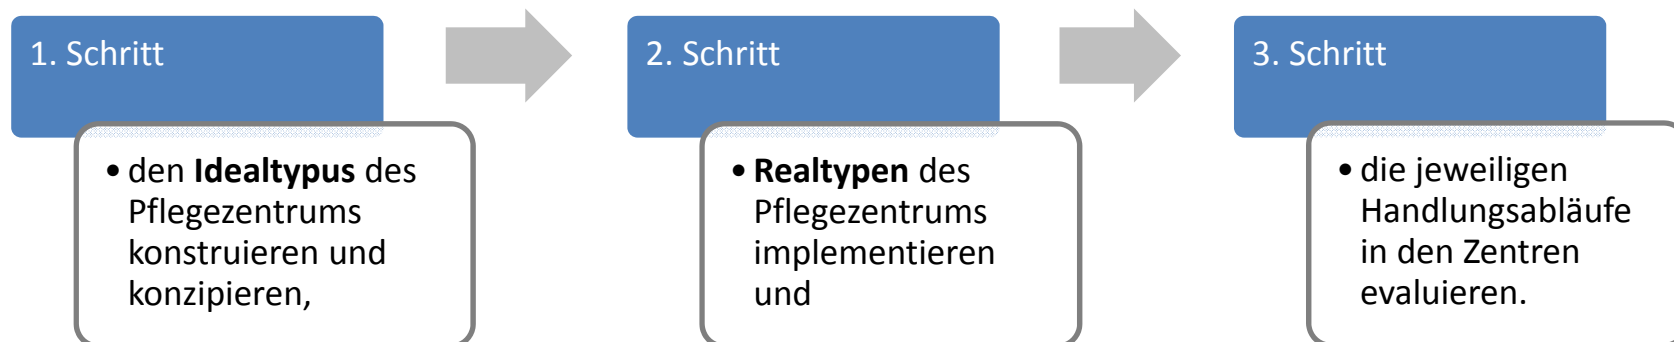 1. Schritt
• den Idealtypus des
Pflegezentrums
konstruieren und
konzipieren,
2. Schritt
• Realtypen des
Pflegezentrums
implementieren
und
3. Schritt
• die jeweiligen
Handlungsabläufe
in den Zentren
evaluieren.